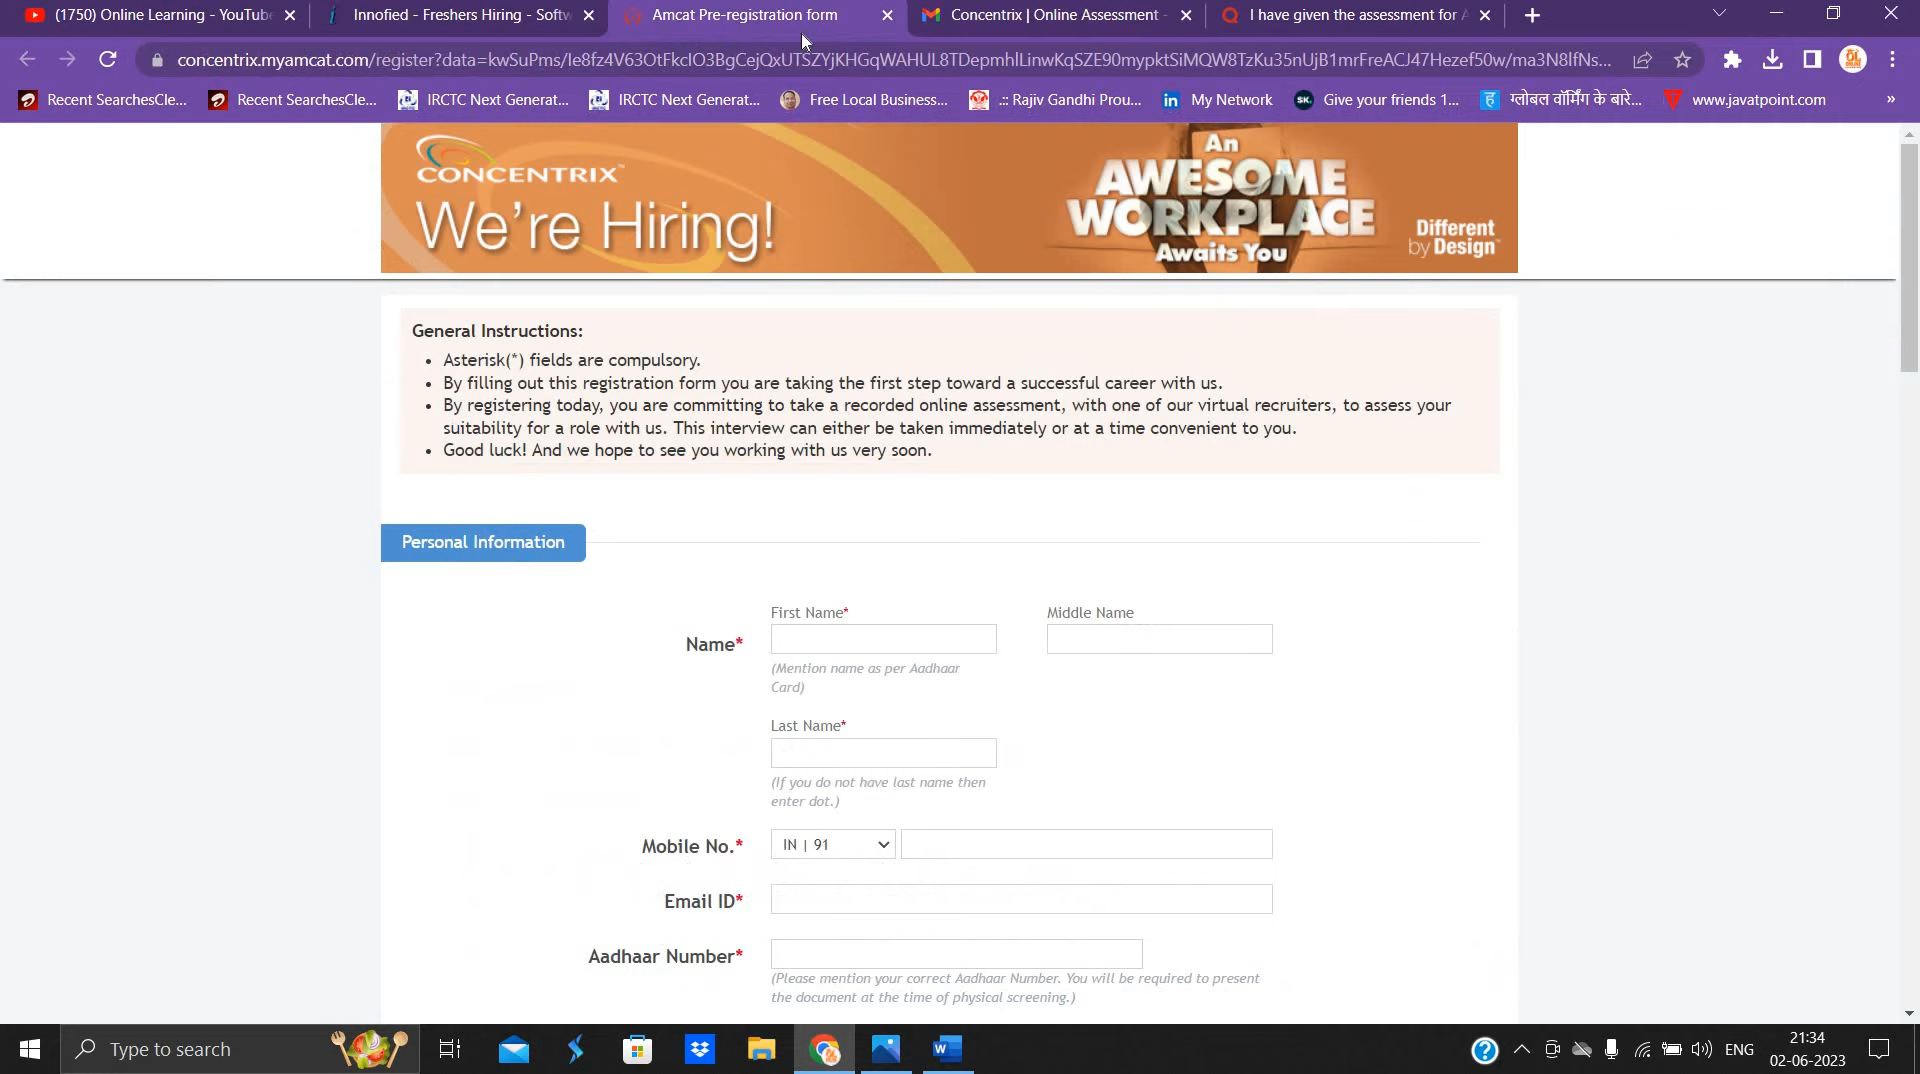 (1750) Online Learning - YouTube
Innofied - Freshers Hiring - Softw
Amcat Pre-registration form
Concentrix | Online Assessment -
I have given the assessment for A
concentrix.myamcat.com/register?data=
Recent SearchesCle...
Recent SearchesCle...
IRCTC Next Generat...
IRCTC Next Generat...
Free Local Business...
.:: Rajiv Gandhi Prou...
in My Network
SK. Give your friends 1...
ह ग्लोबल वॉर्मिंग के बारे...
www.javatpoint.com
»
CONCENTRIX™
We're Hiring!
An
AWESOME
WORKPLACE
Awaits You
Different
by Design™
General Instructions:
• Asterisk(*) fields are compulsory.
• By filling out this registration form you are taking the first step toward a successful career with us.
• By registering today, you are committing to take a recorded online assessment, with one of our virtual recruiters, to assess your
suitability for a role with us. This interview can either be taken immediately or at a time convenient to you.
• Good luck! And we hope to see you working with us very soon.
Personal Information
First Name*
Middle Name
Name*
(Mention name as per Aadhaar
Card)
Last Name*
(If you do not have last name then
enter dot.)
Mobile No.*
IN | 91
Email ID*
Aadhaar Number*
(Please mention your correct Aadhaar Number. You will be required to present
the document at the time of physical screening.)
Type to search
ENG
21:34
02-06-2023